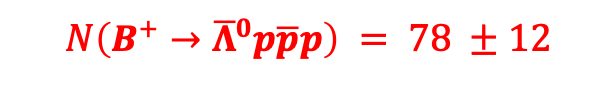 N(B⁺ → Λ̅⁰pp̅p) = 78 ± 12